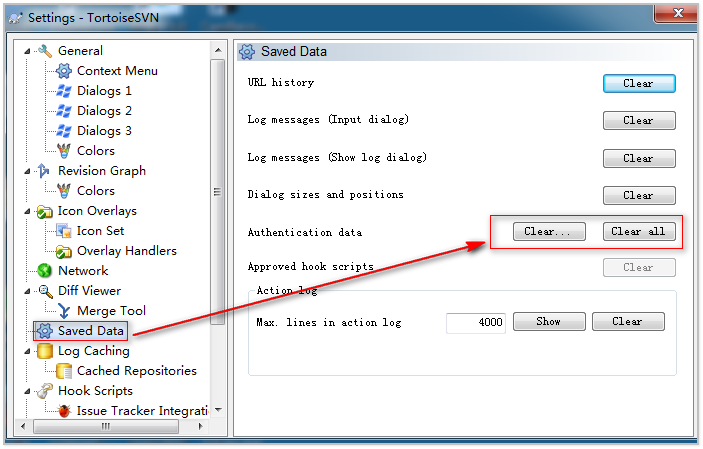 Settings - TortoiseSVN
General
Context Menu
Dialogs 1
Dialogs 2
Dialogs 3
Colors
Revision Graph
Colors
Icon Overlays
Icon Set
Overlay Handlers
Network
Diff Viewer
Merge Tool
Saved Data
Log Caching
Cached Repositories
Hook Scripts
Issue Tracker Integrati
Saved Data
URL history Clear
Log messages (Input dialog) Clear
Log messages (Show log dialog) Clear
Dialog sizes and positions Clear
Authentication data Clear... Clear all
Approved hook scripts Clear
Action log
Max. lines in action log 4000 Show Clear